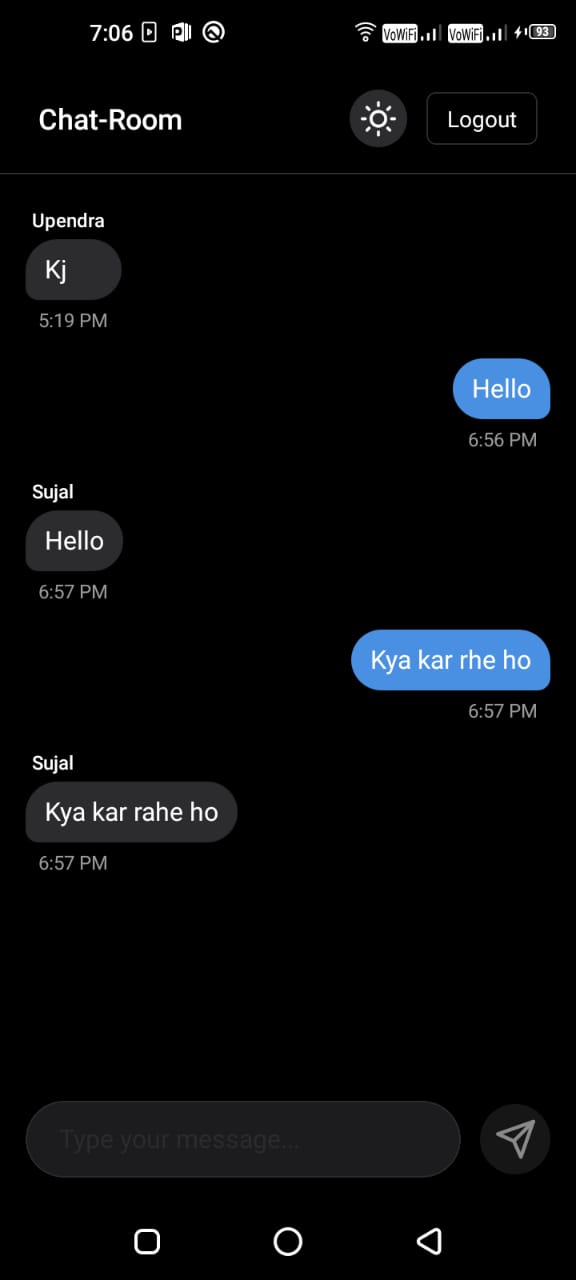 7:06 VoWiFi VoWiFi 93
Chat-Room
Logout
Upendra
Kj
5:19 PM
Hello
6:56 PM
Sujal
Hello
6:57 PM
Kya kar rhe ho
6:57 PM
Sujal
Kya kar rahe ho
6:57 PM
Type your message...